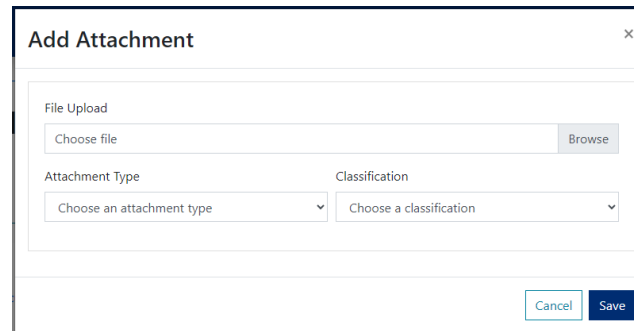 Add Attachment ×
File Upload
Choose file Browse
Attachment Type Classification
Choose an attachment type Choose a classification
Cancel Save